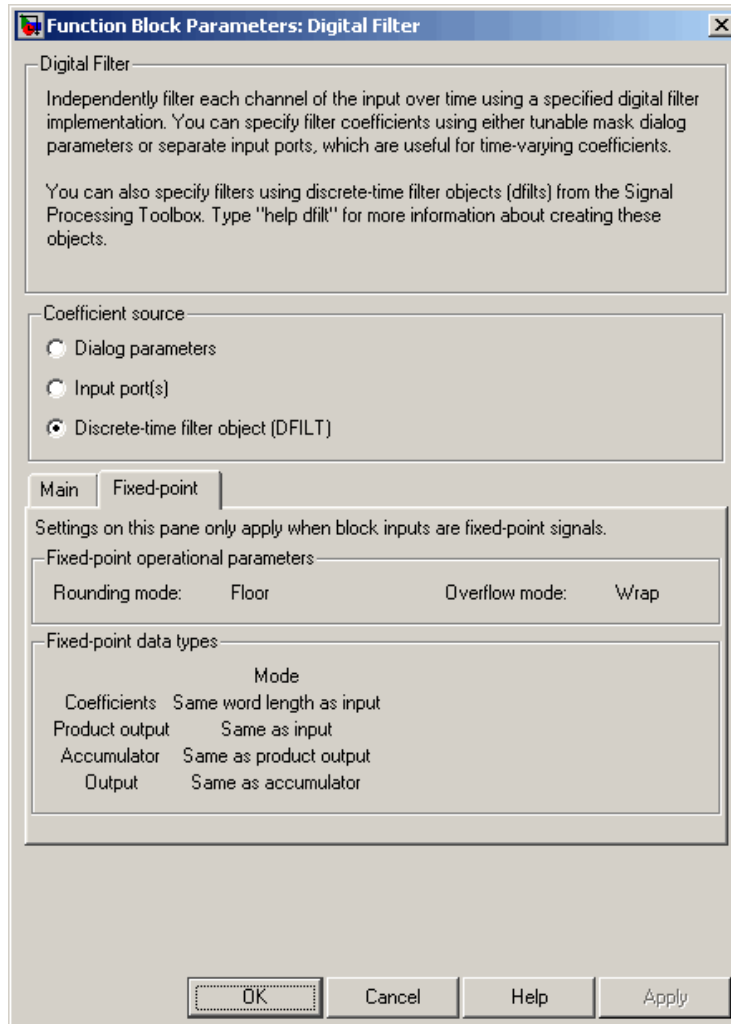 Function Block Parameters: Digital Filter
Digital Filter
Independently filter each channel of the input over time using a specified digital filter
implementation. You can specify filter coefficients using either tunable mask dialog
parameters or separate input ports, which are useful for time-varying coefficients.
You can also specify filters using discrete-time filter objects (dfilts) from the Signal
Processing Toolbox. Type "help dfilt" for more information about creating these
objects.
Coefficient source
Dialog parameters
Input port(s)
Discrete-time filter object (DFILT)
Main Fixed-point
Settings on this pane only apply when block inputs are fixed-point signals.
Fixed-point operational parameters
Rounding mode: Floor Overflow mode: Wrap
Fixed-point data types
Mode
Coefficients Same word length as input
Product output Same as input
Accumulator Same as product output
Output Same as accumulator
OK Cancel Help Apply